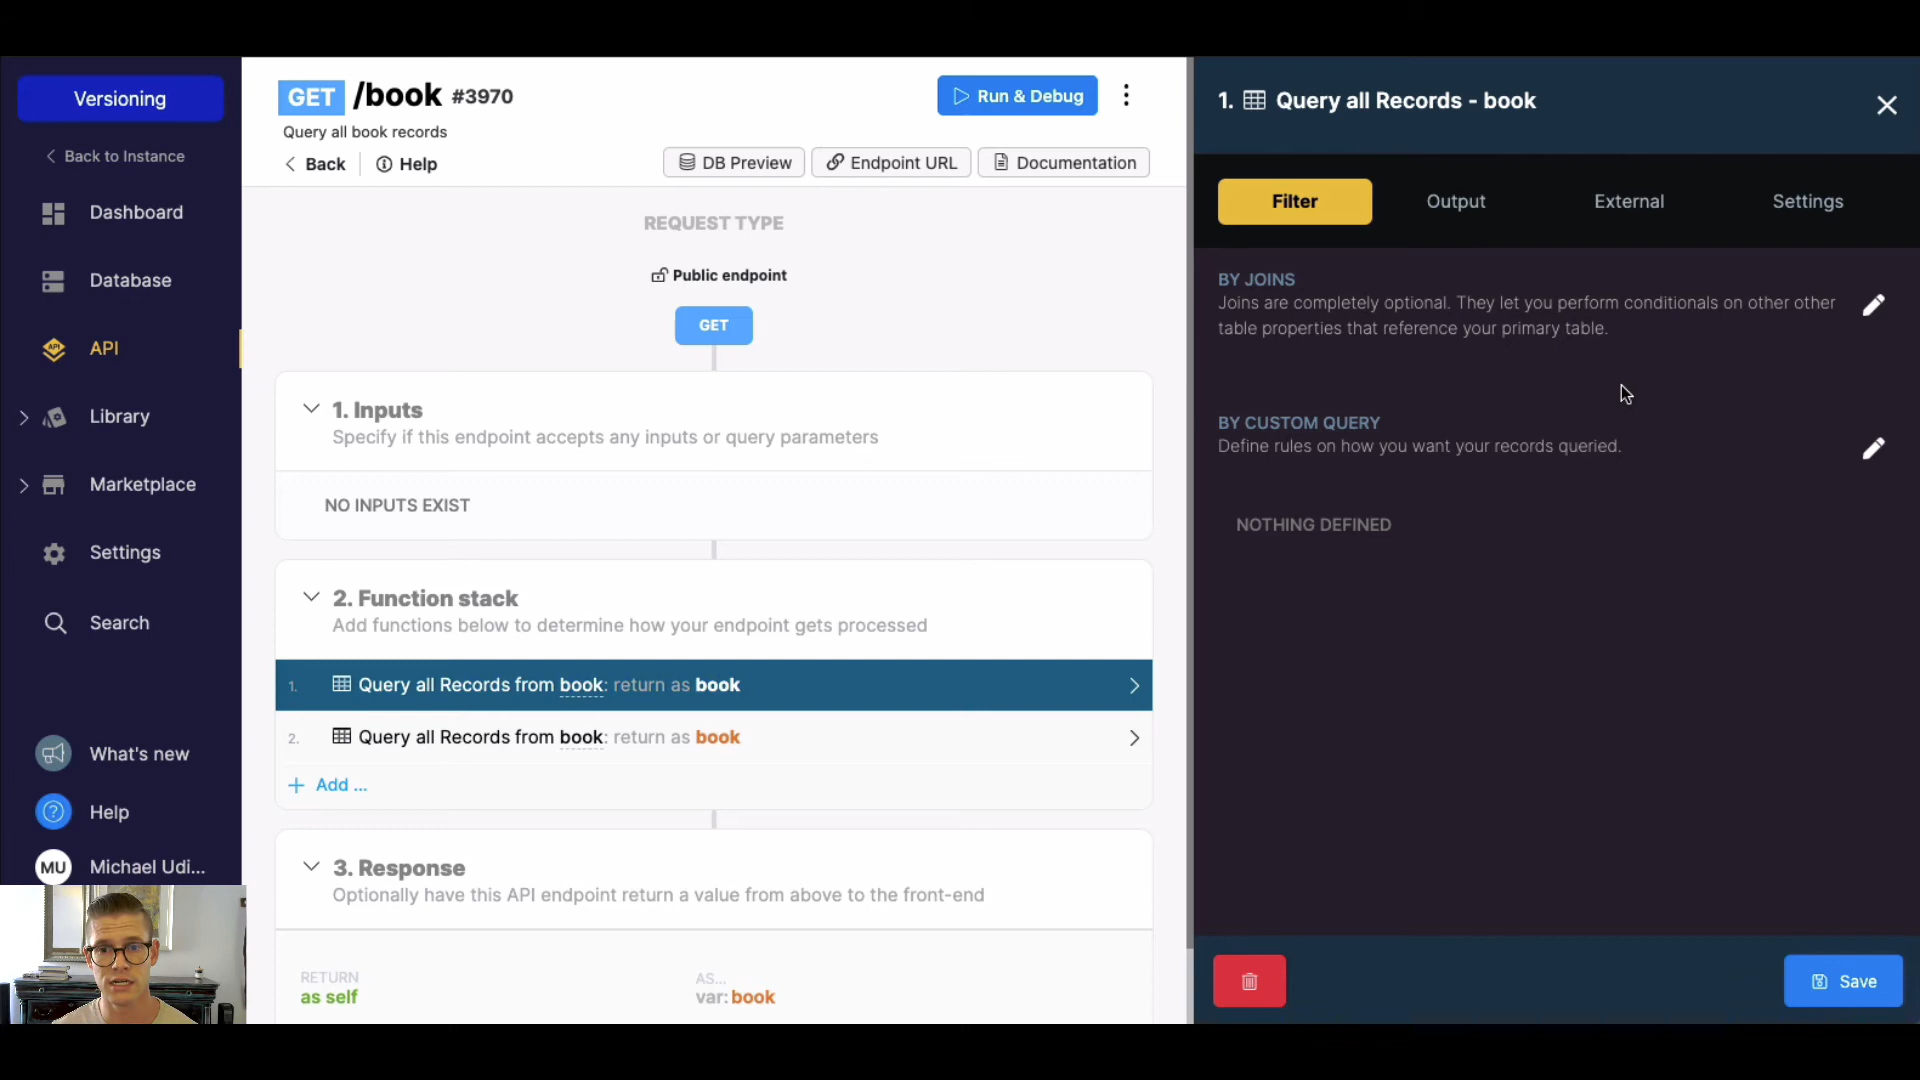 Versioning
Back to Instance
Dashboard
Database
API
API
Library
Marketplace
Settings
Search
What's new
? Help
MU Michael Udi...
GET /book #3970
Query all book records
Back
Help
Run & Debug
DB Preview
Endpoint URL
Documentation
REQUEST TYPE
Public endpoint
GET
1. Inputs
Specify if this endpoint accepts any inputs or query parameters
NO INPUTS EXIST
2. Function stack
Add functions below to determine how your endpoint gets processed
1. Query all Records from book: return as book
2. Query all Records from book: return as book
+ Add ...
3. Response
Optionally have this API endpoint return a value from above to the front-end
RETURN
as self
AS...
var: book
1. Query all Records - book
Filter
Output
External
Settings
BY JOINS
Joins are completely optional. They let you perform conditionals on other other
table properties that reference your primary table.
BY CUSTOM QUERY
Define rules on how you want your records queried.
NOTHING DEFINED
Save